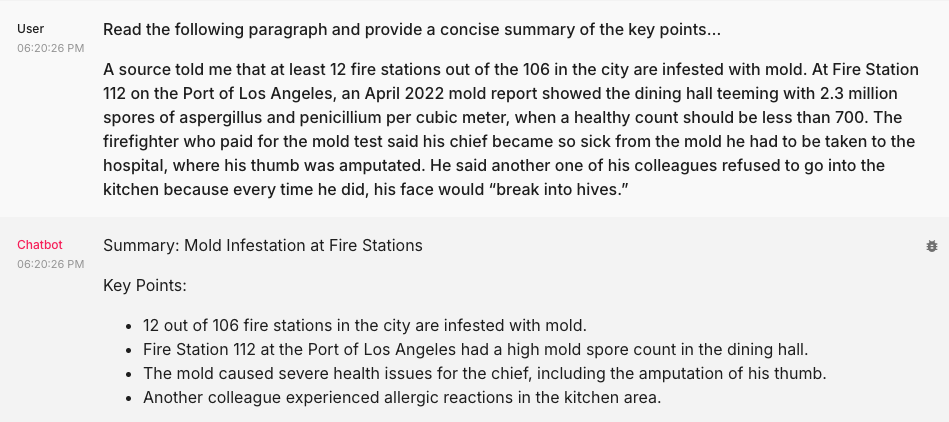 User
06:20:26 PM
Read the following paragraph and provide a concise summary of the key points...
A source told me that at least 12 fire stations out of the 106 in the city are infested with mold. At Fire Station
112 on the Port of Los Angeles, an April 2022 mold report showed the dining hall teeming with 2.3 million
spores of aspergillus and penicillium per cubic meter, when a healthy count should be less than 700. The
firefighter who paid for the mold test said his chief became so sick from the mold he had to be taken to the
hospital, where his thumb was amputated. He said another one of his colleagues refused to go into the
kitchen because every time he did, his face would “break into hives.”
Chatbot
06:20:26 PM
Summary: Mold Infestation at Fire Stations
Key Points:
• 12 out of 106 fire stations in the city are infested with mold.
• Fire Station 112 at the Port of Los Angeles had a high mold spore count in the dining hall.
• The mold caused severe health issues for the chief, including the amputation of his thumb.
• Another colleague experienced allergic reactions in the kitchen area.